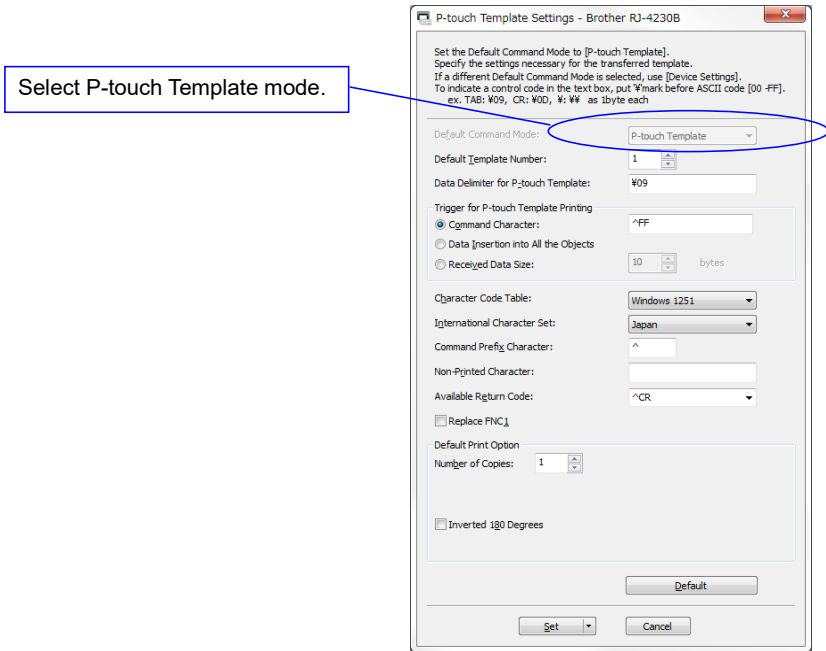 P-touch Template Settings - Brother RJ-4230B
Set the Default Command Mode to [P-touch Template].
Specify the settings necessary for the transferred template.
If a different Default Command Mode is selected, use [Device Settings].
To indicate a control code in the text box, put '¥'mark before ASCII code [00 -FF].
ex. TAB: ¥09, CR: ¥0D, ¥: ¥¥ as 1byte each
Select P-touch Template mode.
Default Command Mode: P-touch Template
Default Template Number: 1
Data Delimiter for P-touch Template: ¥09
Trigger for P-touch Template Printing
Command Character: ^FF
Data Insertion into All the Objects
Received Data Size: 10 bytes
Character Code Table: Windows 1251
International Character Set: Japan
Command Prefix Character: ^
Non-Printed Character:
Available Return Code: ^CR
Replace FNC1
Default Print Option
Number of Copies: 1
Inverted 180 Degrees
Default
Set Cancel